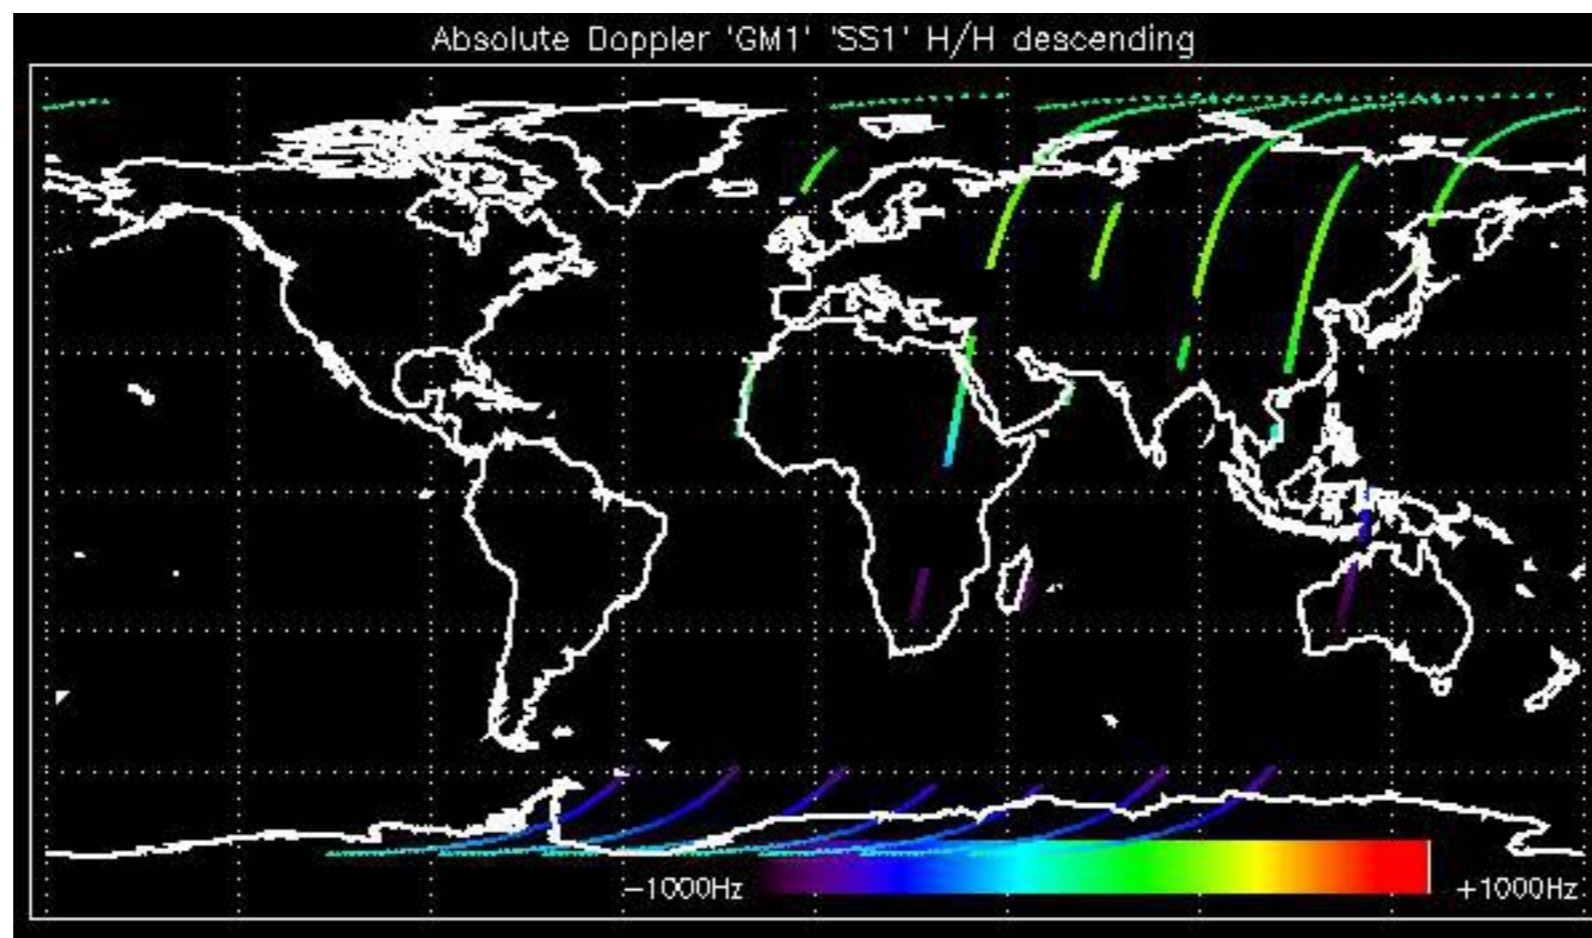 Absolute Doppler 'GM1' 'SS1' H/H descending
−1000Hz +1000Hz